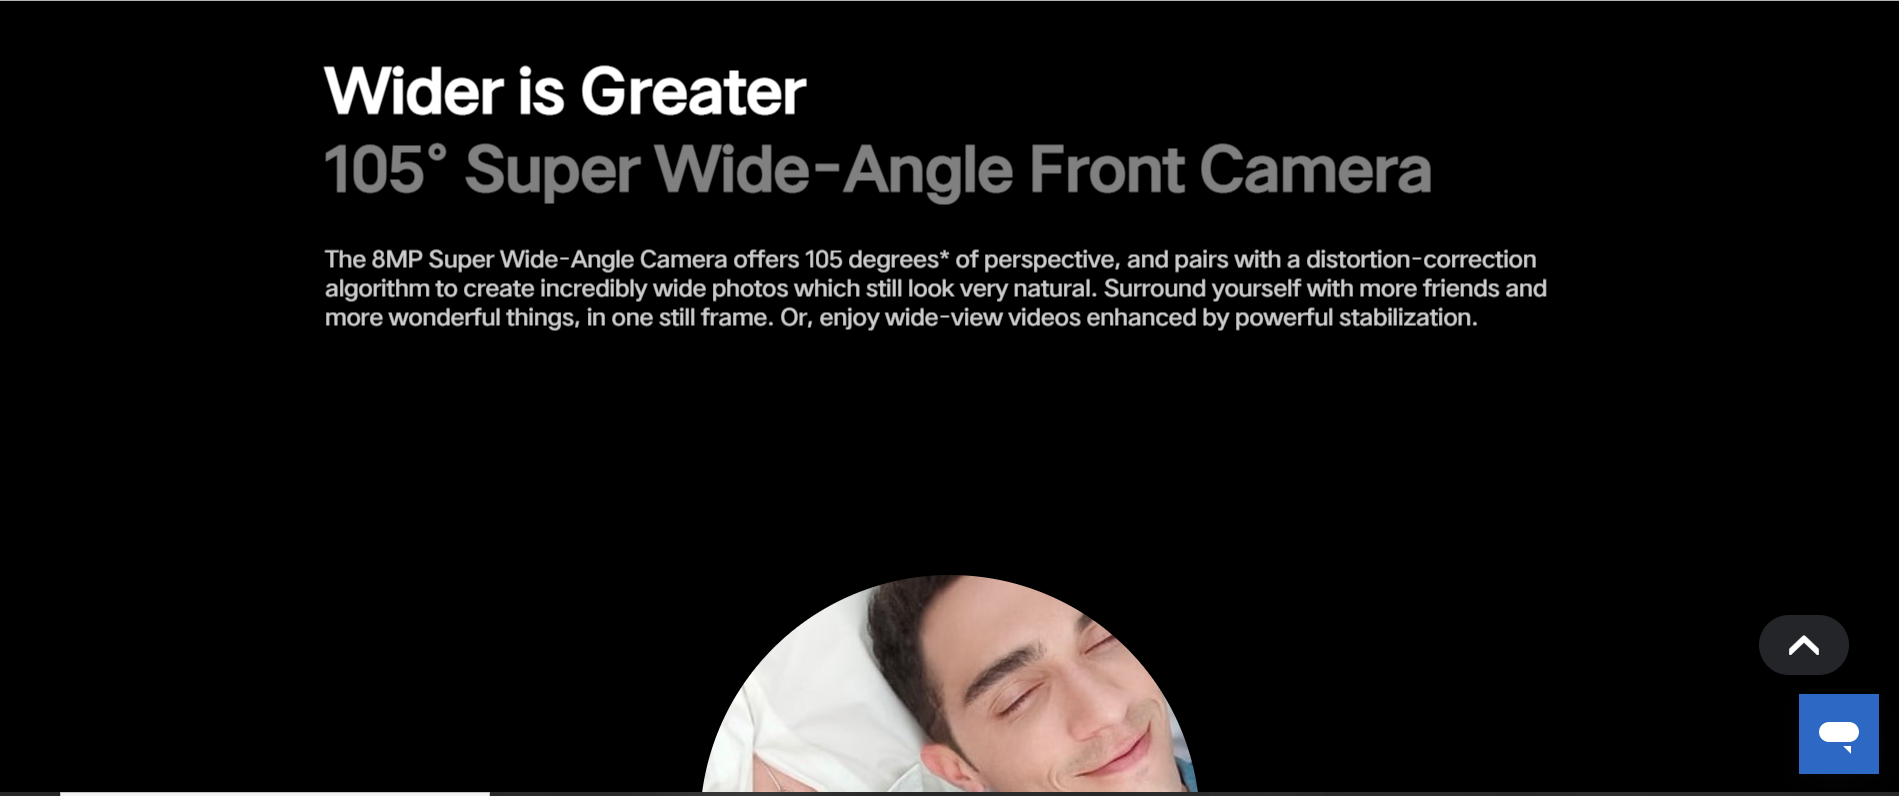 Wider is Greater
105° Super Wide-Angle Front Camera
The 8MP Super Wide-Angle Camera offers 105 degrees* of perspective, and pairs with a distortion-correction
algorithm to create incredibly wide photos which still look very natural. Surround yourself with more friends and
more wonderful things, in one still frame. Or, enjoy wide-view videos enhanced by powerful stabilization.